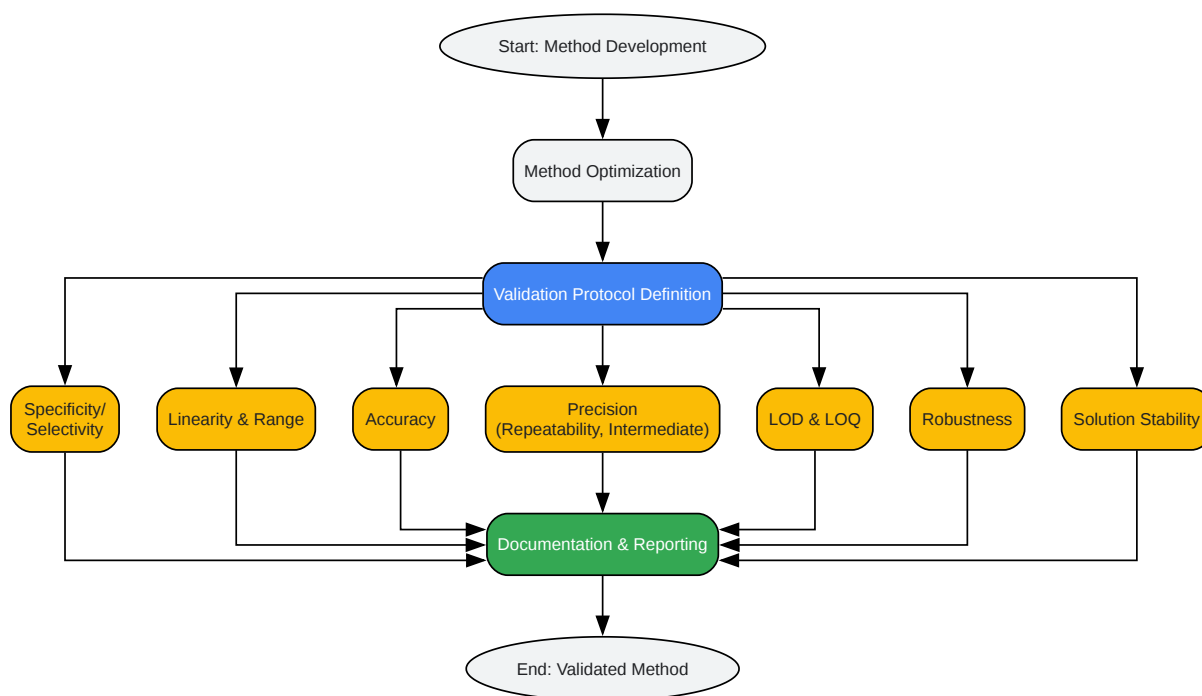 Start: Method Development
Method Optimization
Validation Protocol Definition
Specificity/
Selectivity
Linearity & Range
Accuracy
Precision
(Repeatability, Intermediate)
LOD & LOQ
Robustness
Solution Stability
Documentation & Reporting
End: Validated Method